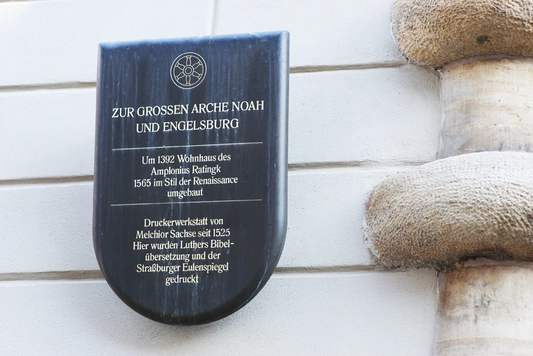 ZUR GROSSEN ARCHE NOAH
UND ENGELSBURG
Um 1392 Wohnhaus des
Amplonius Ratingk
1565 im Stil der Renaissance
umgebaut
Druckerwerkstatt von
Melchior Sachse seit 1525
Hier wurden Luthers Bibel-
übersetzung und der
Straßburger Eulenspiegel
gedruckt